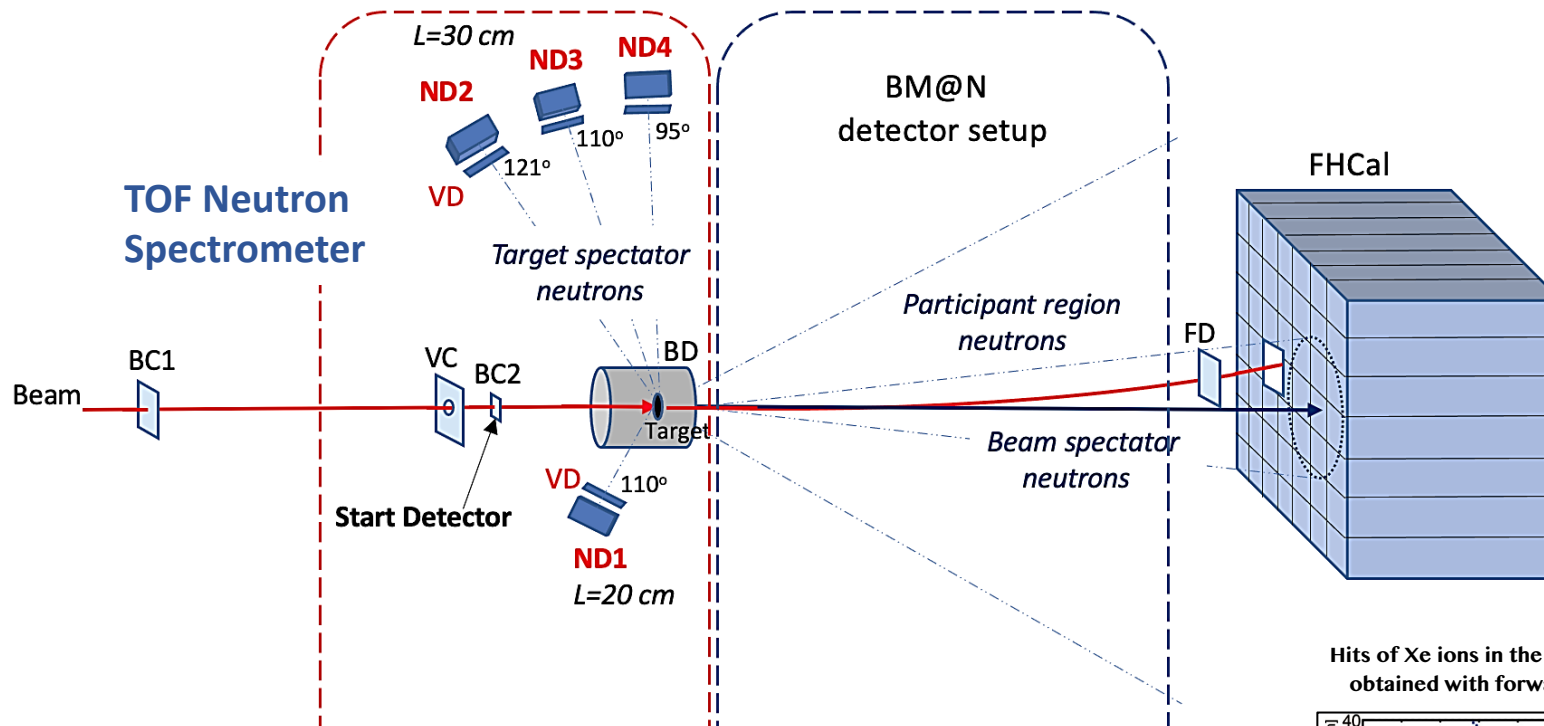 L=30 cm
ND2
ND3
ND4
121°
110°
95°
VD
TOF Neutron
Spectrometer
Target spectator
neutrons
BM@N
detector setup
FHCal
Participant region
neutrons
FD
Beam
BC1
VC
BC2
BD
Target
Start Detector
VD
110°
ND1
L=20 cm
Beam spectator
neutrons
Hits of Xe ions in the
obtained with forw
40